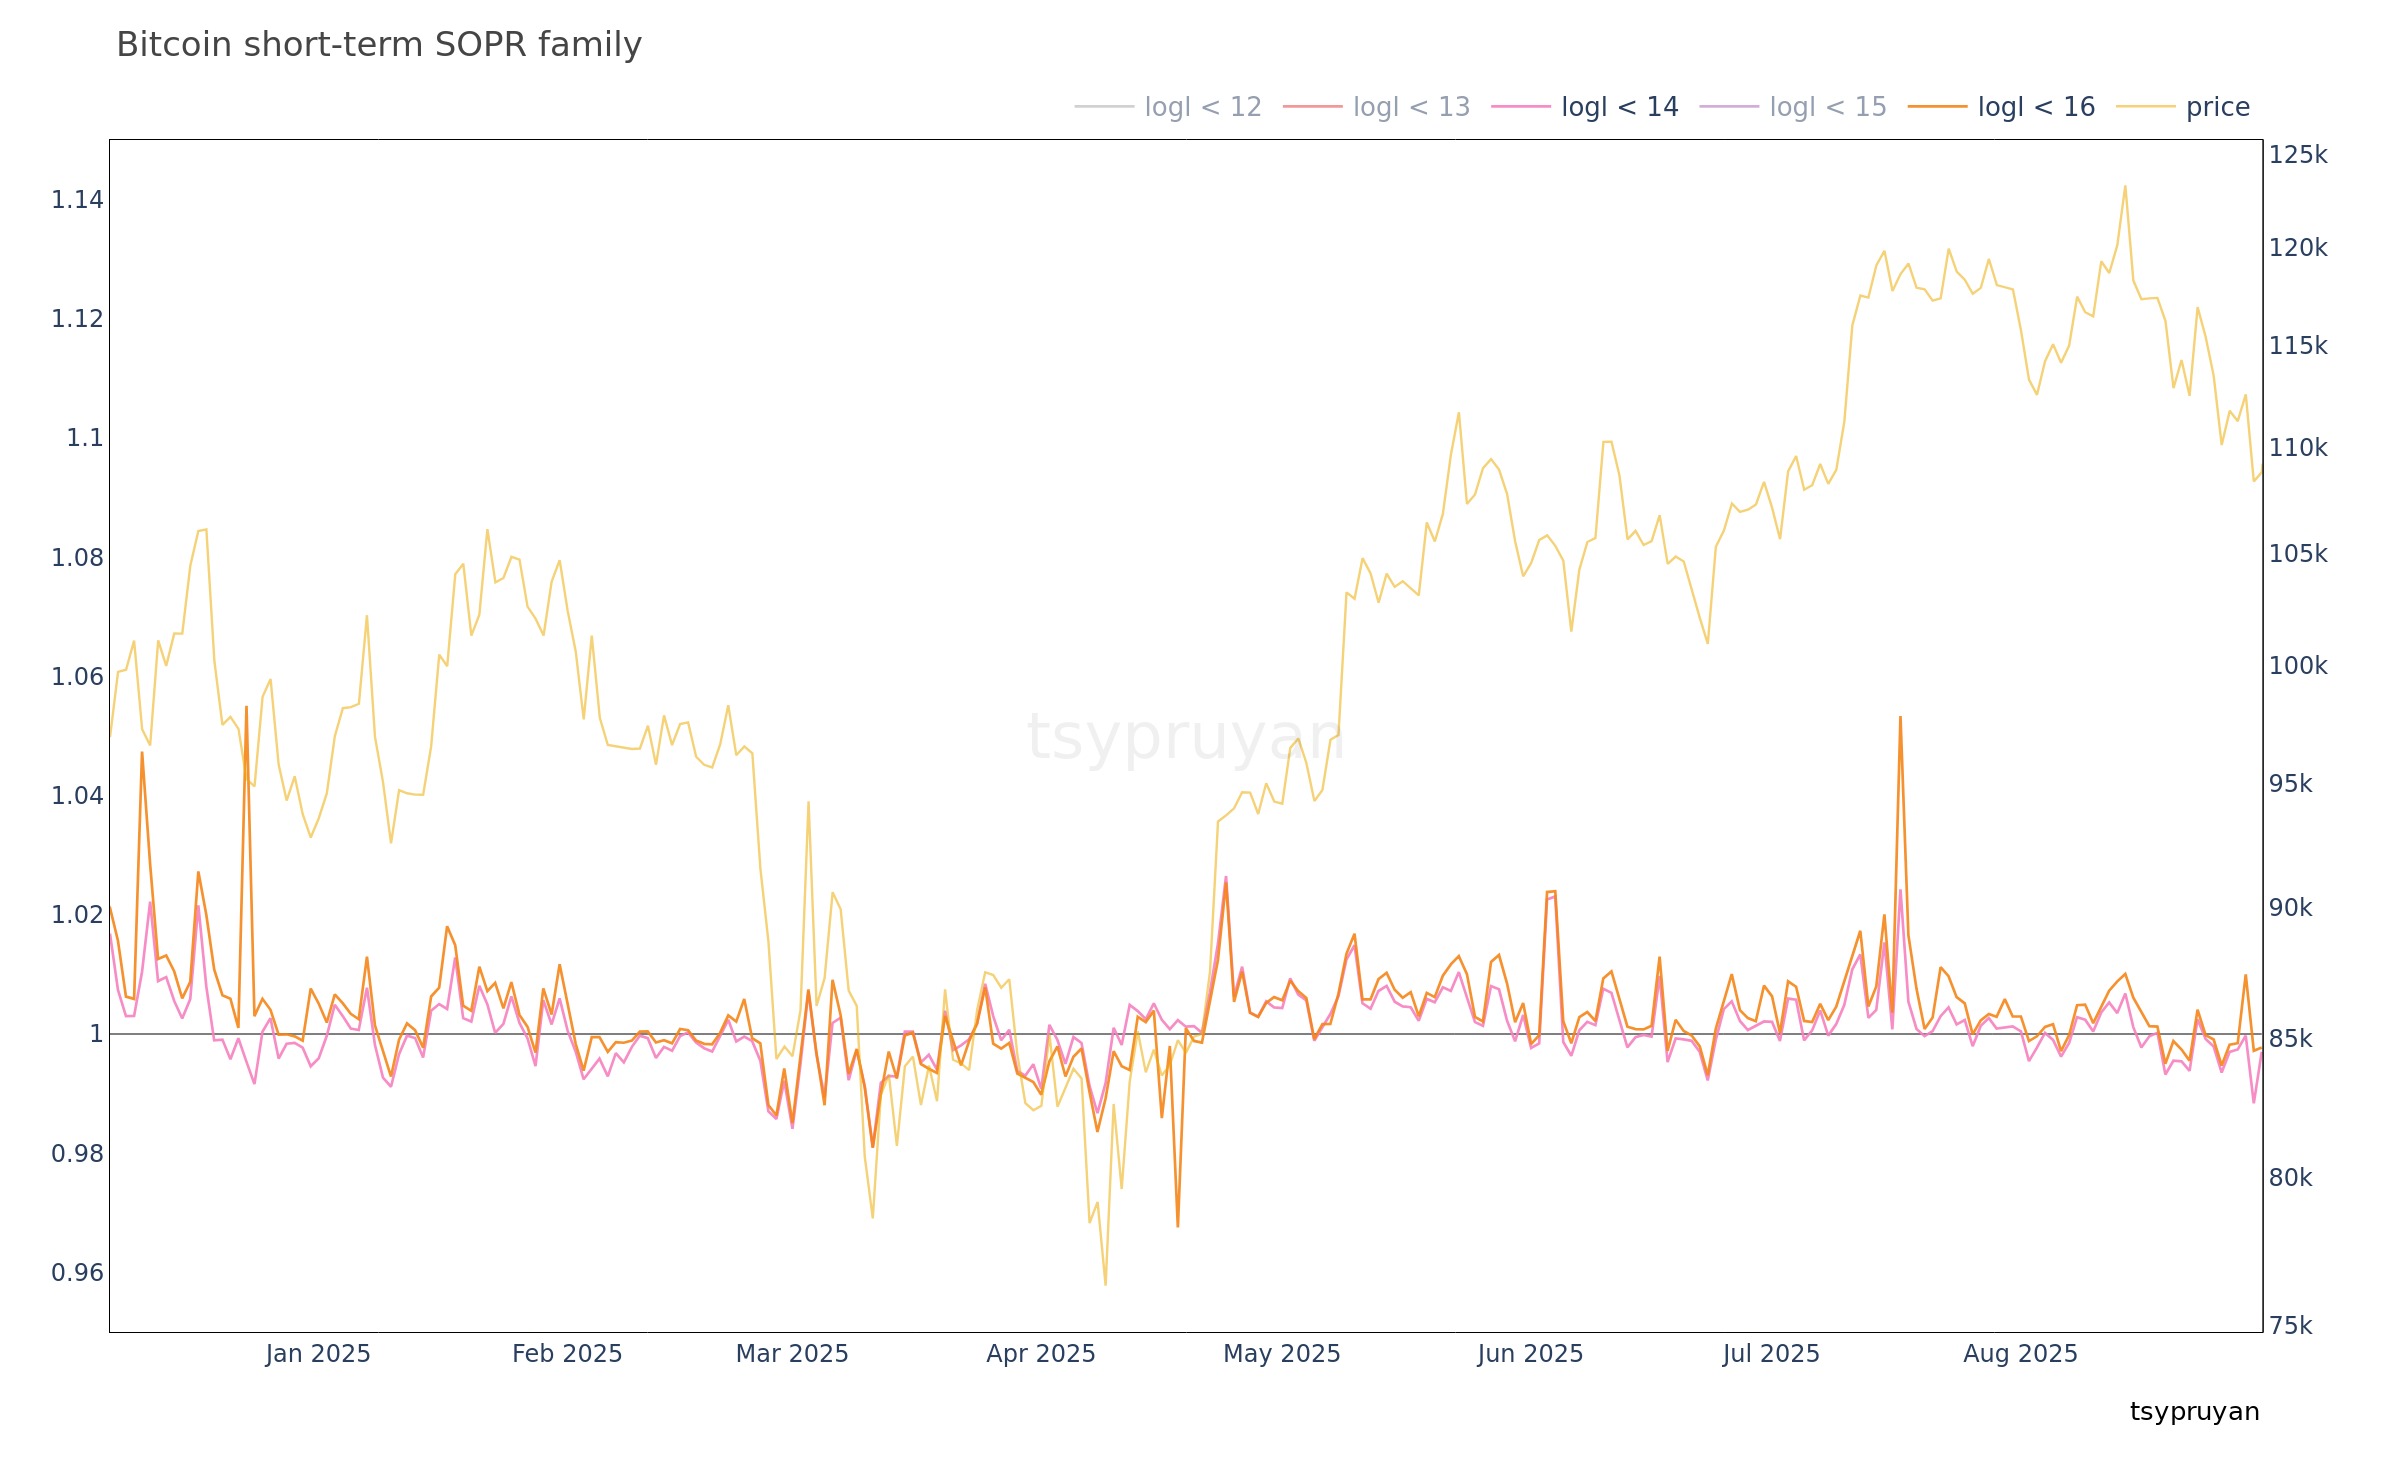 Bitcoin short-term SOPR family
logl < 12 logl < 13 logl < 14 logl < 15 logl < 16 price
1.14
1.12
1.1
1.08
1.06
1.04
1.02
1
0.98
0.96
125k
120k
115k
110k
105k
100k
95k
90k
85k
80k
75k
tsypruyan
Jan 2025 Feb 2025 Mar 2025 Apr 2025 May 2025 Jun 2025 Jul 2025 Aug 2025
tsypruyan